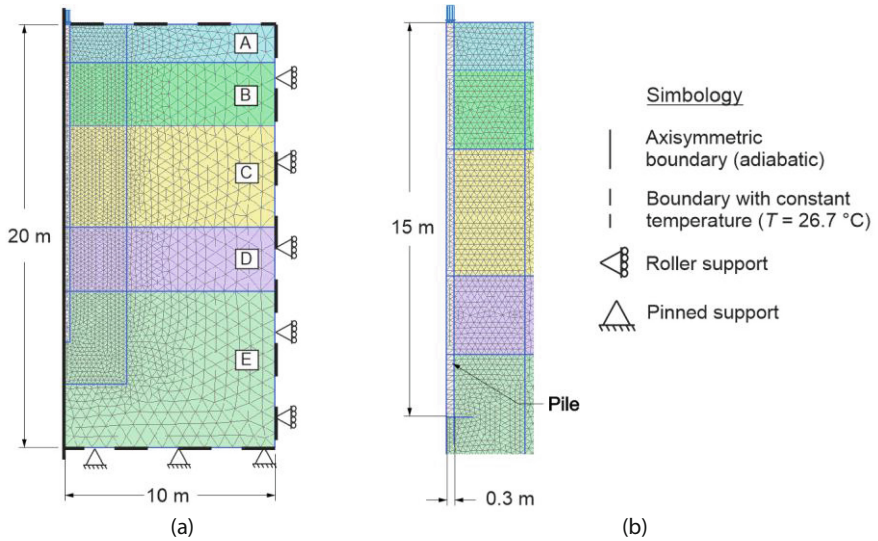 A
B
C
D
E
20 m
10 m
(a)
15 m
Pile
0.3 m
(b)
Simbology
Axisymmetric
boundary (adiabatic)
Boundary with constant
temperature (T = 26.7 °C)
Roller support
Pinned support